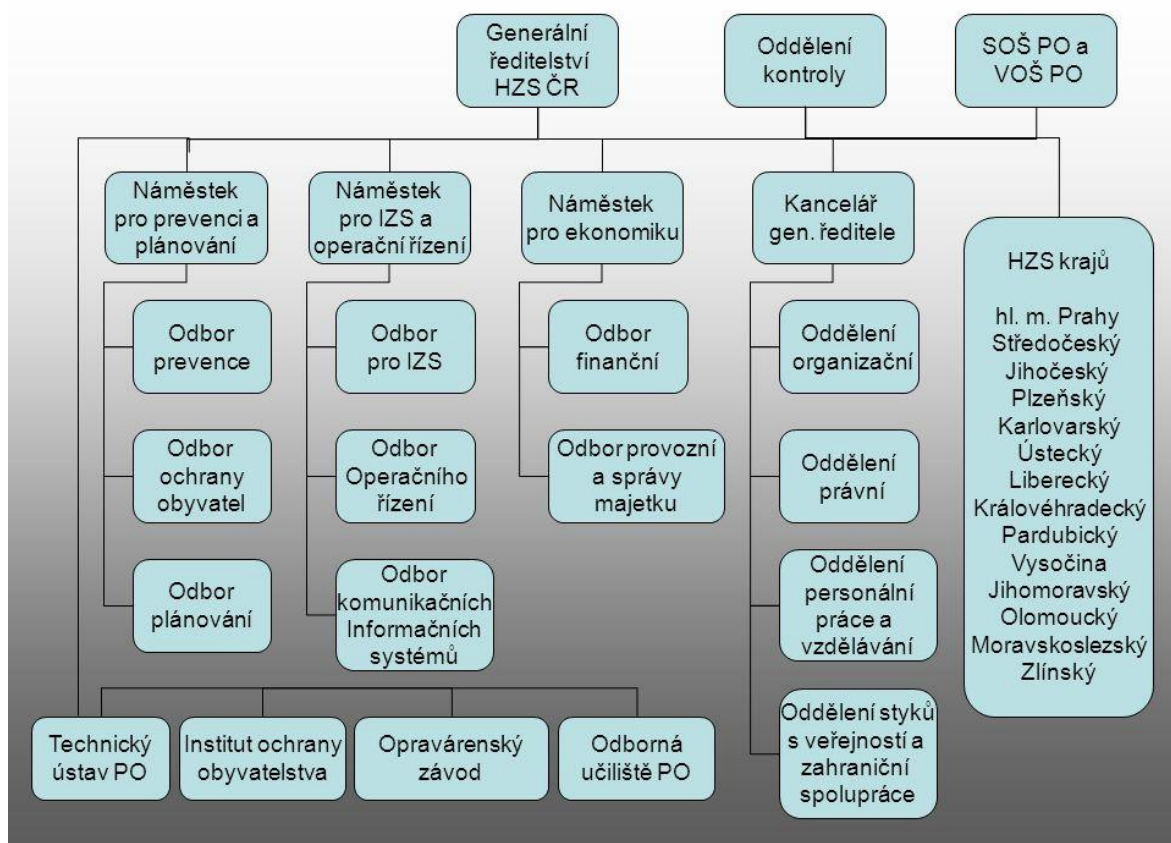 Generální
ředitelství
HZS ČR
Oddělení
kontroly
SOŠ PO a
VOŠ PO
Náměstek
pro prevenci a
plánování
Náměstek
pro IZS a
operační řízení
Náměstek
pro ekonomiku
Kancelář
gen. ředitele
HZS krajů
hl. m. Prahy
Středočeský
Jihočeský
Plzeňský
Karlovarský
Ústecký
Liberecký
Královéhradecký
Pardubický
Vysočina
Jihomoravský
Olomoucký
Moravskoslezský
Zlínský
Odbor
prevence
Odbor
pro IZS
Odbor
finanční
Oddělení
organizační
Odbor
ochrany
obyvatel
Odbor
Operačního
řízení
Odbor provozní
a správy
majetku
Oddělení
právní
Odbor
plánování
Odbor
komunikačních
Informačních
systémů
Oddělení
personální
práce a
vzdělávání
Technický
ústav PO
Institut ochrany
obyvatelstva
Opravárenský
závod
Odborná
učiliště PO
Oddělení styků
s veřejností a
zahraniční
spolupráce